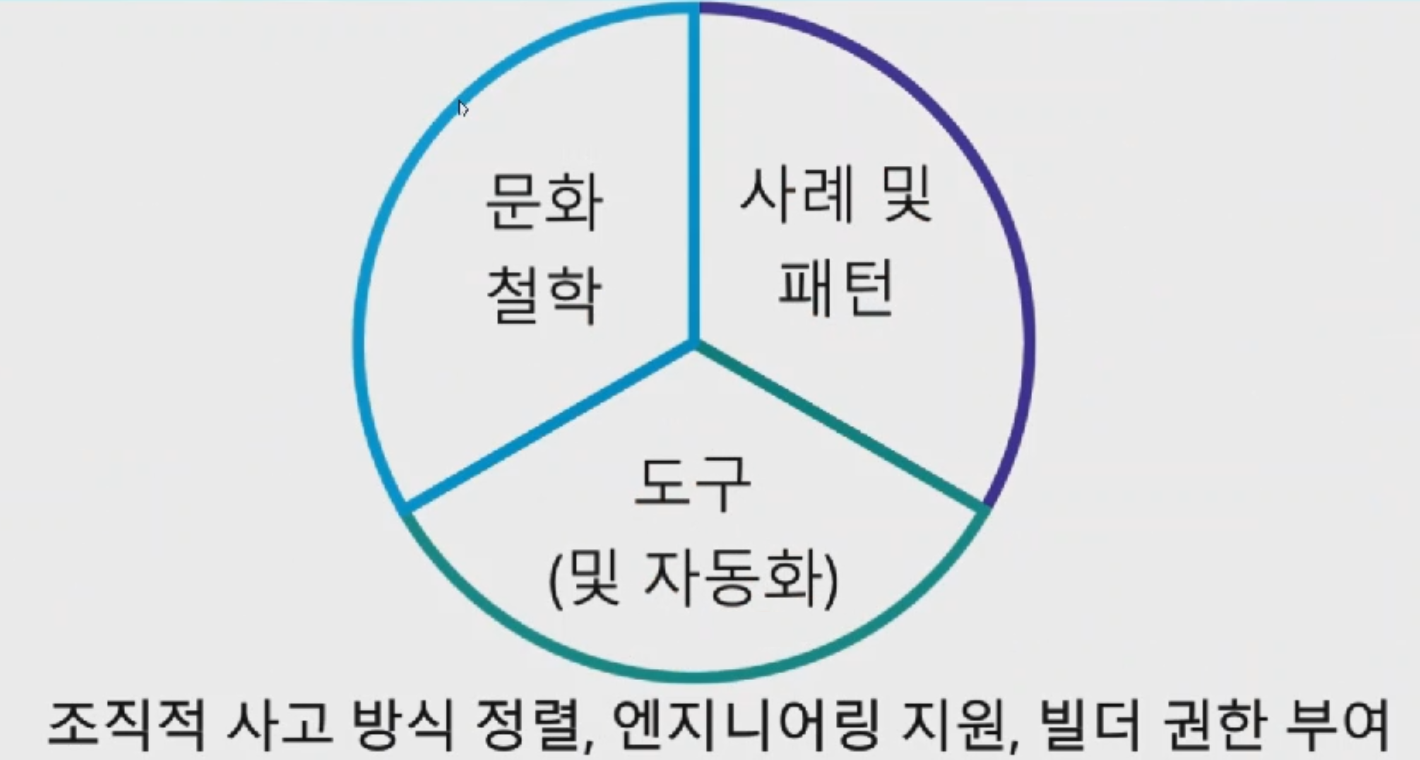 문화
철학
사례 및
패턴
도구
(및 자동화)
조직적 사고 방식 정렬, 엔지니어링 지원, 빌더 권한 부여